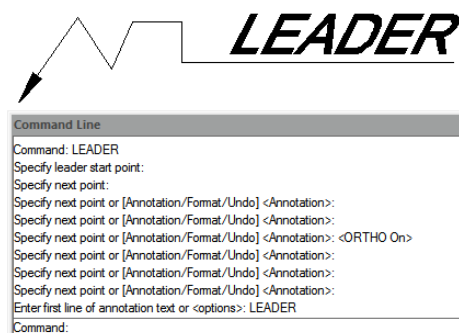 LEADER
Command Line
Command: LEADER
Specify leader start point:
Specify next point:
Specify next point or [Annotation/Format/Undo] <Annotation>:
Specify next point or [Annotation/Format/Undo] <Annotation>:
Specify next point or [Annotation/Format/Undo] <Annotation>: <ORTHO On>
Specify next point or [Annotation/Format/Undo] <Annotation>:
Specify next point or [Annotation/Format/Undo] <Annotation>:
Specify next point or [Annotation/Format/Undo] <Annotation>:
Enter first line of annotation text or <options>: LEADER
Command: